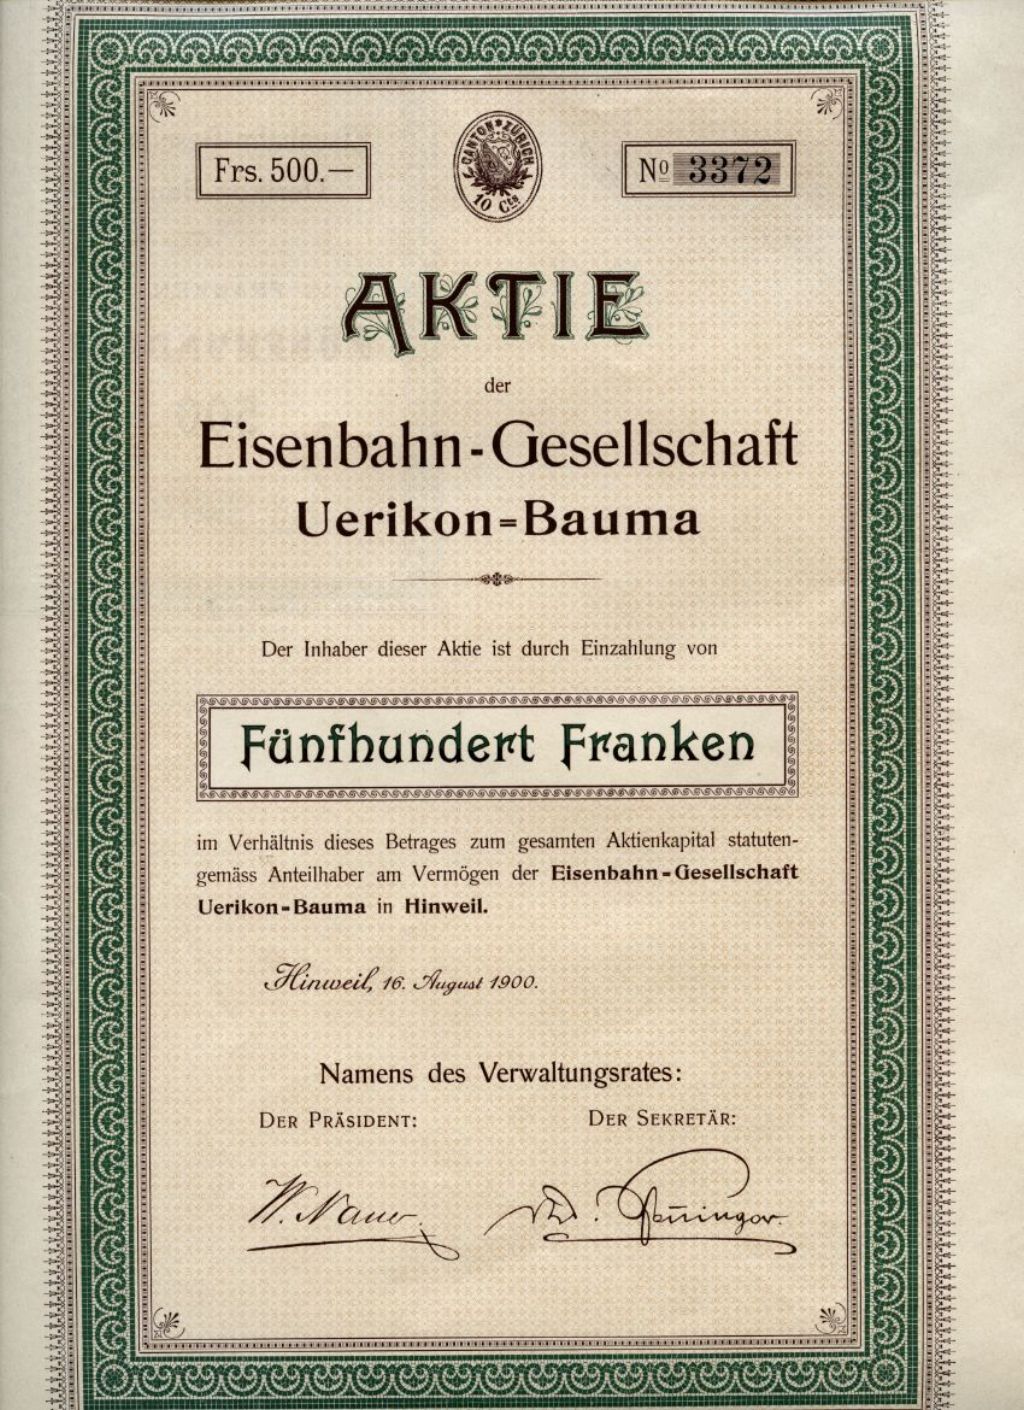 Frs. 500.—
CANTON ZÜRICH
10 Cts
Nº 3372
AKTIE
der
Eisenbahn-Gesellschaft
Uerikon=Bauma
Der Inhaber dieser Aktie ist durch Einzahlung von
Fünfhundert Franken
im Verhältnis dieses Betrages zum gesamten Aktienkapital statuten-
gemäss Anteilhaber am Vermögen der Eisenbahn-Gesellschaft
Uerikon-Bauma in Hinweil.
Hinweil, 16. August 1900.
Namens des Verwaltungsrates:
DER PRÄSIDENT:
DER SEKRETÄR:
W.